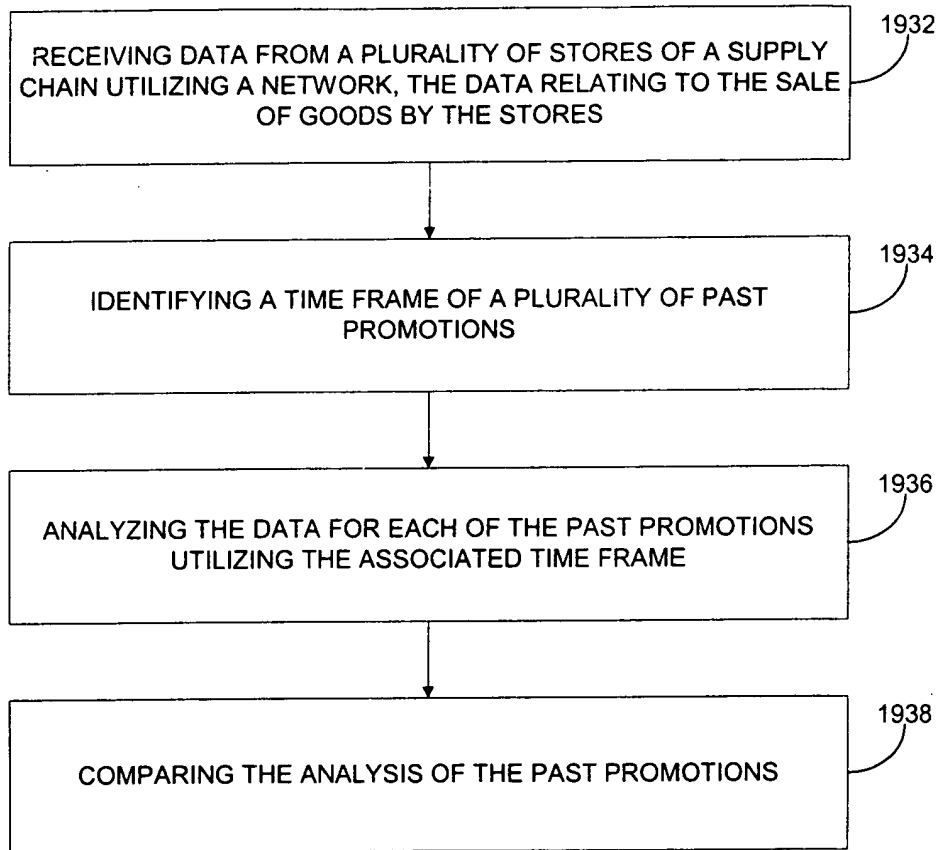 1932
RECEIVING DATA FROM A PLURALITY OF STORES OF A SUPPLY
CHAIN UTILIZING A NETWORK, THE DATA RELATING TO THE SALE
OF GOODS BY THE STORES
1934
IDENTIFYING A TIME FRAME OF A PLURALITY OF PAST
PROMOTIONS
1936
ANALYZING THE DATA FOR EACH OF THE PAST PROMOTIONS
UTILIZING THE ASSOCIATED TIME FRAME
1938
COMPARING THE ANALYSIS OF THE PAST PROMOTIONS